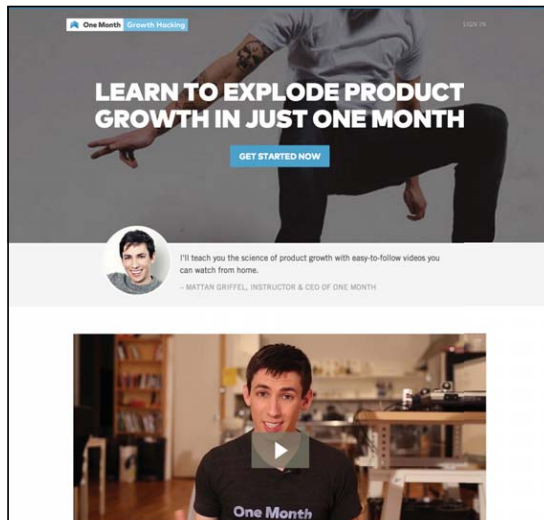 One Month Growth Hacking
SIGN IN
LEARN TO EXPLODE PRODUCT
GROWTH IN JUST ONE MONTH
GET STARTED NOW
I'll teach you the science of product growth with easy-to-follow videos you
can watch from home.
– MATTAN GRIFFEL, INSTRUCTOR & CEO OF ONE MONTH
One Month